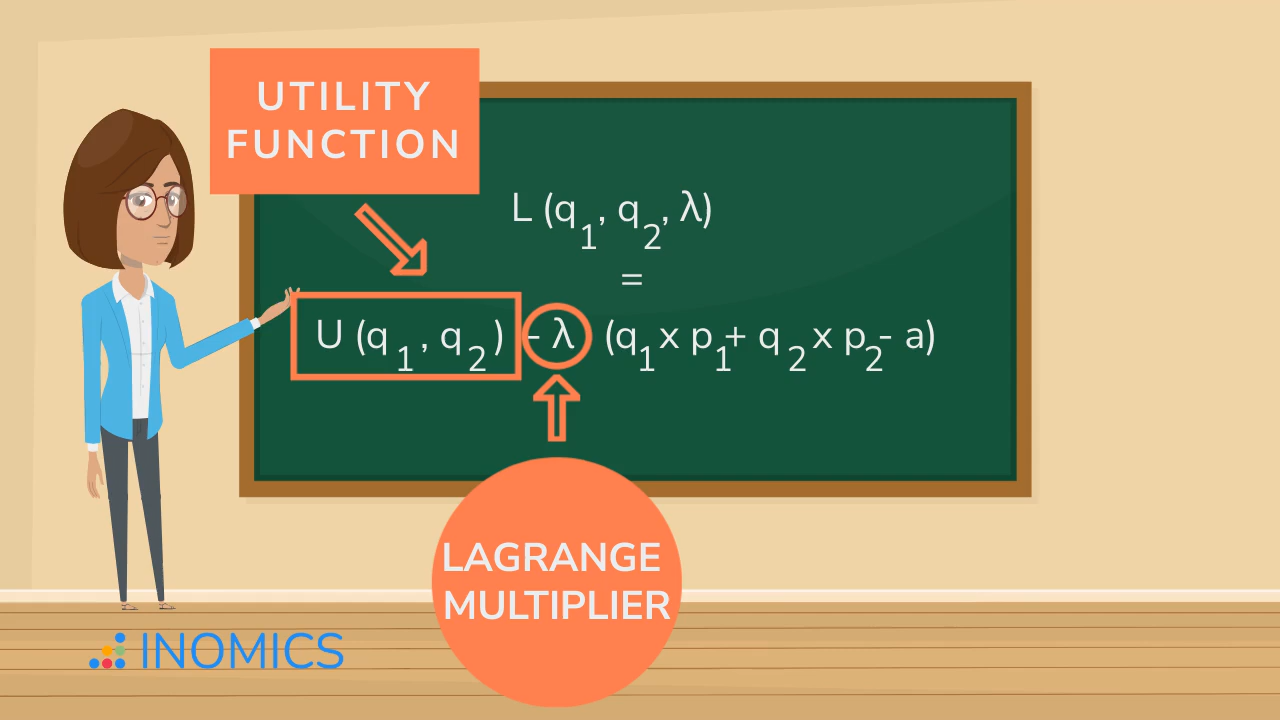 UTILITY
FUNCTION
L (q₁, q₂, λ)
=
U (q₁, q₂) - λ (q₁ x p₁+ q₂ x p₂- a)
LAGRANGE
MULTIPLIER
INOMICS